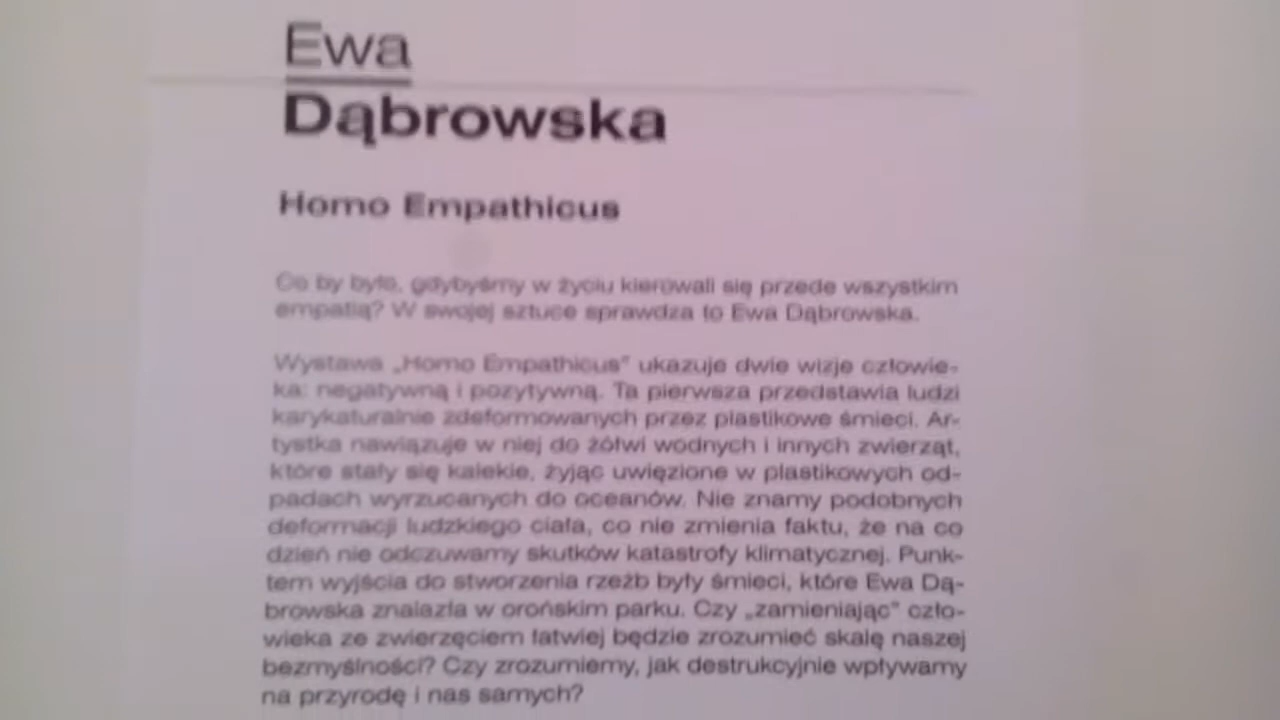 Ewa
Dąbrowska
Homo Empathicus
Co by było, gdybyśmy w życiu kierowali się przede wszystkim
empatią? W swojej sztuce sprawdza to Ewa Dąbrowska.
Wystawa „Homo Empathicus” ukazuje dwie wizje człowie-
ka: negatywną i pozytywną. Ta pierwsza przedstawia ludzi
karykaturalnie zdeformowanych przez plastikowe śmieci. Ar-
tystka nawiązuje w niej do żółwi wodnych i innych zwierząt,
które stały się kalekie, żyjąc uwięzione w plastikowych od-
padach wyrzucanych do oceanów. Nie znamy podobnych
deformacji ludzkiego ciała, co nie zmienia faktu, że na co
dzień nie odczuwamy skutków katastrofy klimatycznej. Punk-
tem wyjścia do stworzenia rzeźb były śmieci, które Ewa Dą-
browska znalazła w orońskim parku. Czy „zamieniając” czło-
wieka ze zwierzęciem łatwiej będzie zrozumieć skalę naszej
bezmyślności? Czy zrozumiemy, jak destrukcyjnie wpływamy
na przyrodę i nas samych?